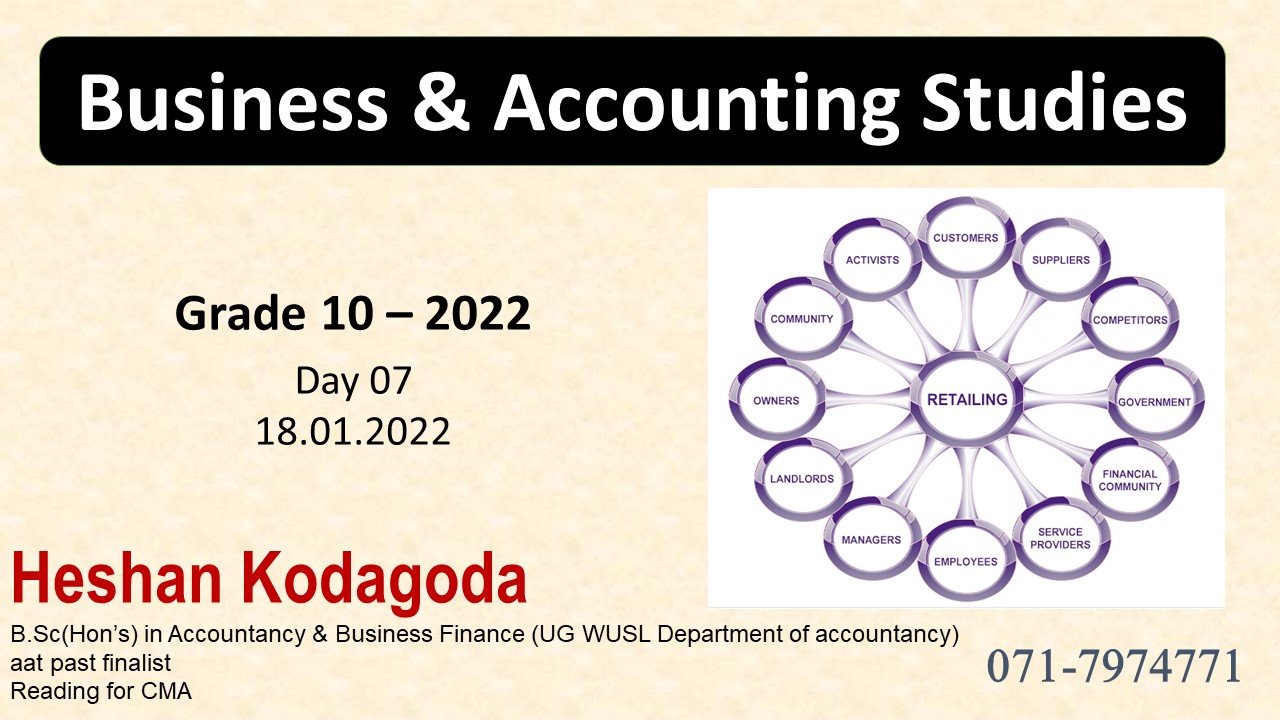 Business & Accounting Studies
Grade 10 – 2022
Day 07
18.01.2022
CUSTOMERS
ACTIVISTS
SUPPLIERS
COMMUNITY
COMPETITORS
OWNERS
RETAILING
GOVERNMENT
LANDLORDS
FINANCIAL
COMMUNITY
MANAGERS
SERVICE
PROVIDERS
EMPLOYEES
Heshan Kodagoda
B.Sc(Hon’s) in Accountancy & Business Finance (UG WUSL Department of accountancy)
aat past finalist
Reading for CMA
071-7974771